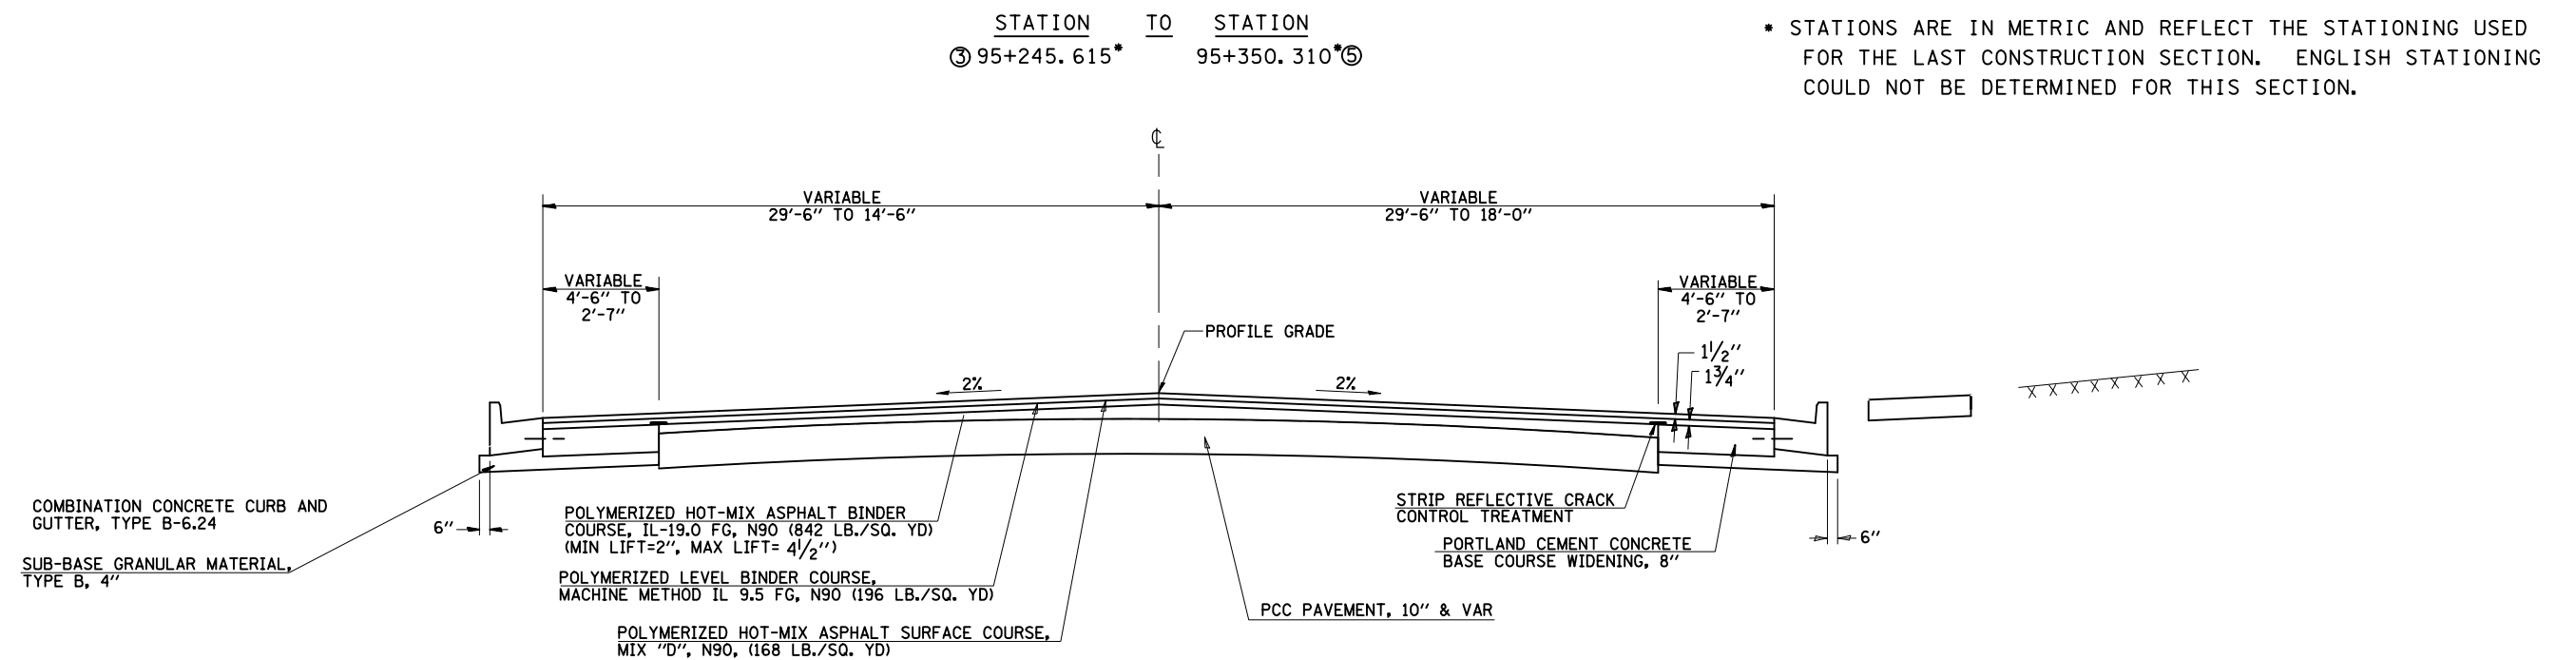 STATION TO STATION
③ 95+245.615* 95+350.310*⑤
* STATIONS ARE IN METRIC AND REFLECT THE STATIONING USED
FOR THE LAST CONSTRUCTION SECTION. ENGLISH STATIONING
COULD NOT BE DETERMINED FOR THIS SECTION.
℄
VARIABLE
29'-6" TO 14'-6"
VARIABLE
29'-6" TO 18'-0"
VARIABLE
4'-6" TO
2'-7"
VARIABLE
4'-6" TO
2'-7"
PROFILE GRADE
1 1/2"
1 3/4"
2%
2%
COMBINATION CONCRETE CURB AND
GUTTER, TYPE B-6.24
6"
SUB-BASE GRANULAR MATERIAL,
TYPE B, 4"
POLYMERIZED HOT-MIX ASPHALT BINDER
COURSE, IL-19.0 FG, N90 (842 LB./SQ. YD)
(MIN LIFT=2", MAX LIFT= 4 1/2")
POLYMERIZED LEVEL BINDER COURSE,
MACHINE METHOD IL 9.5 FG, N90 (196 LB./SQ. YD)
POLYMERIZED HOT-MIX ASPHALT SURFACE COURSE,
MIX "D", N90, (168 LB./SQ. YD)
STRIP REFLECTIVE CRACK
CONTROL TREATMENT
PORTLAND CEMENT CONCRETE
BASE COURSE WIDENING, 8"
6"
PCC PAVEMENT, 10" & VAR